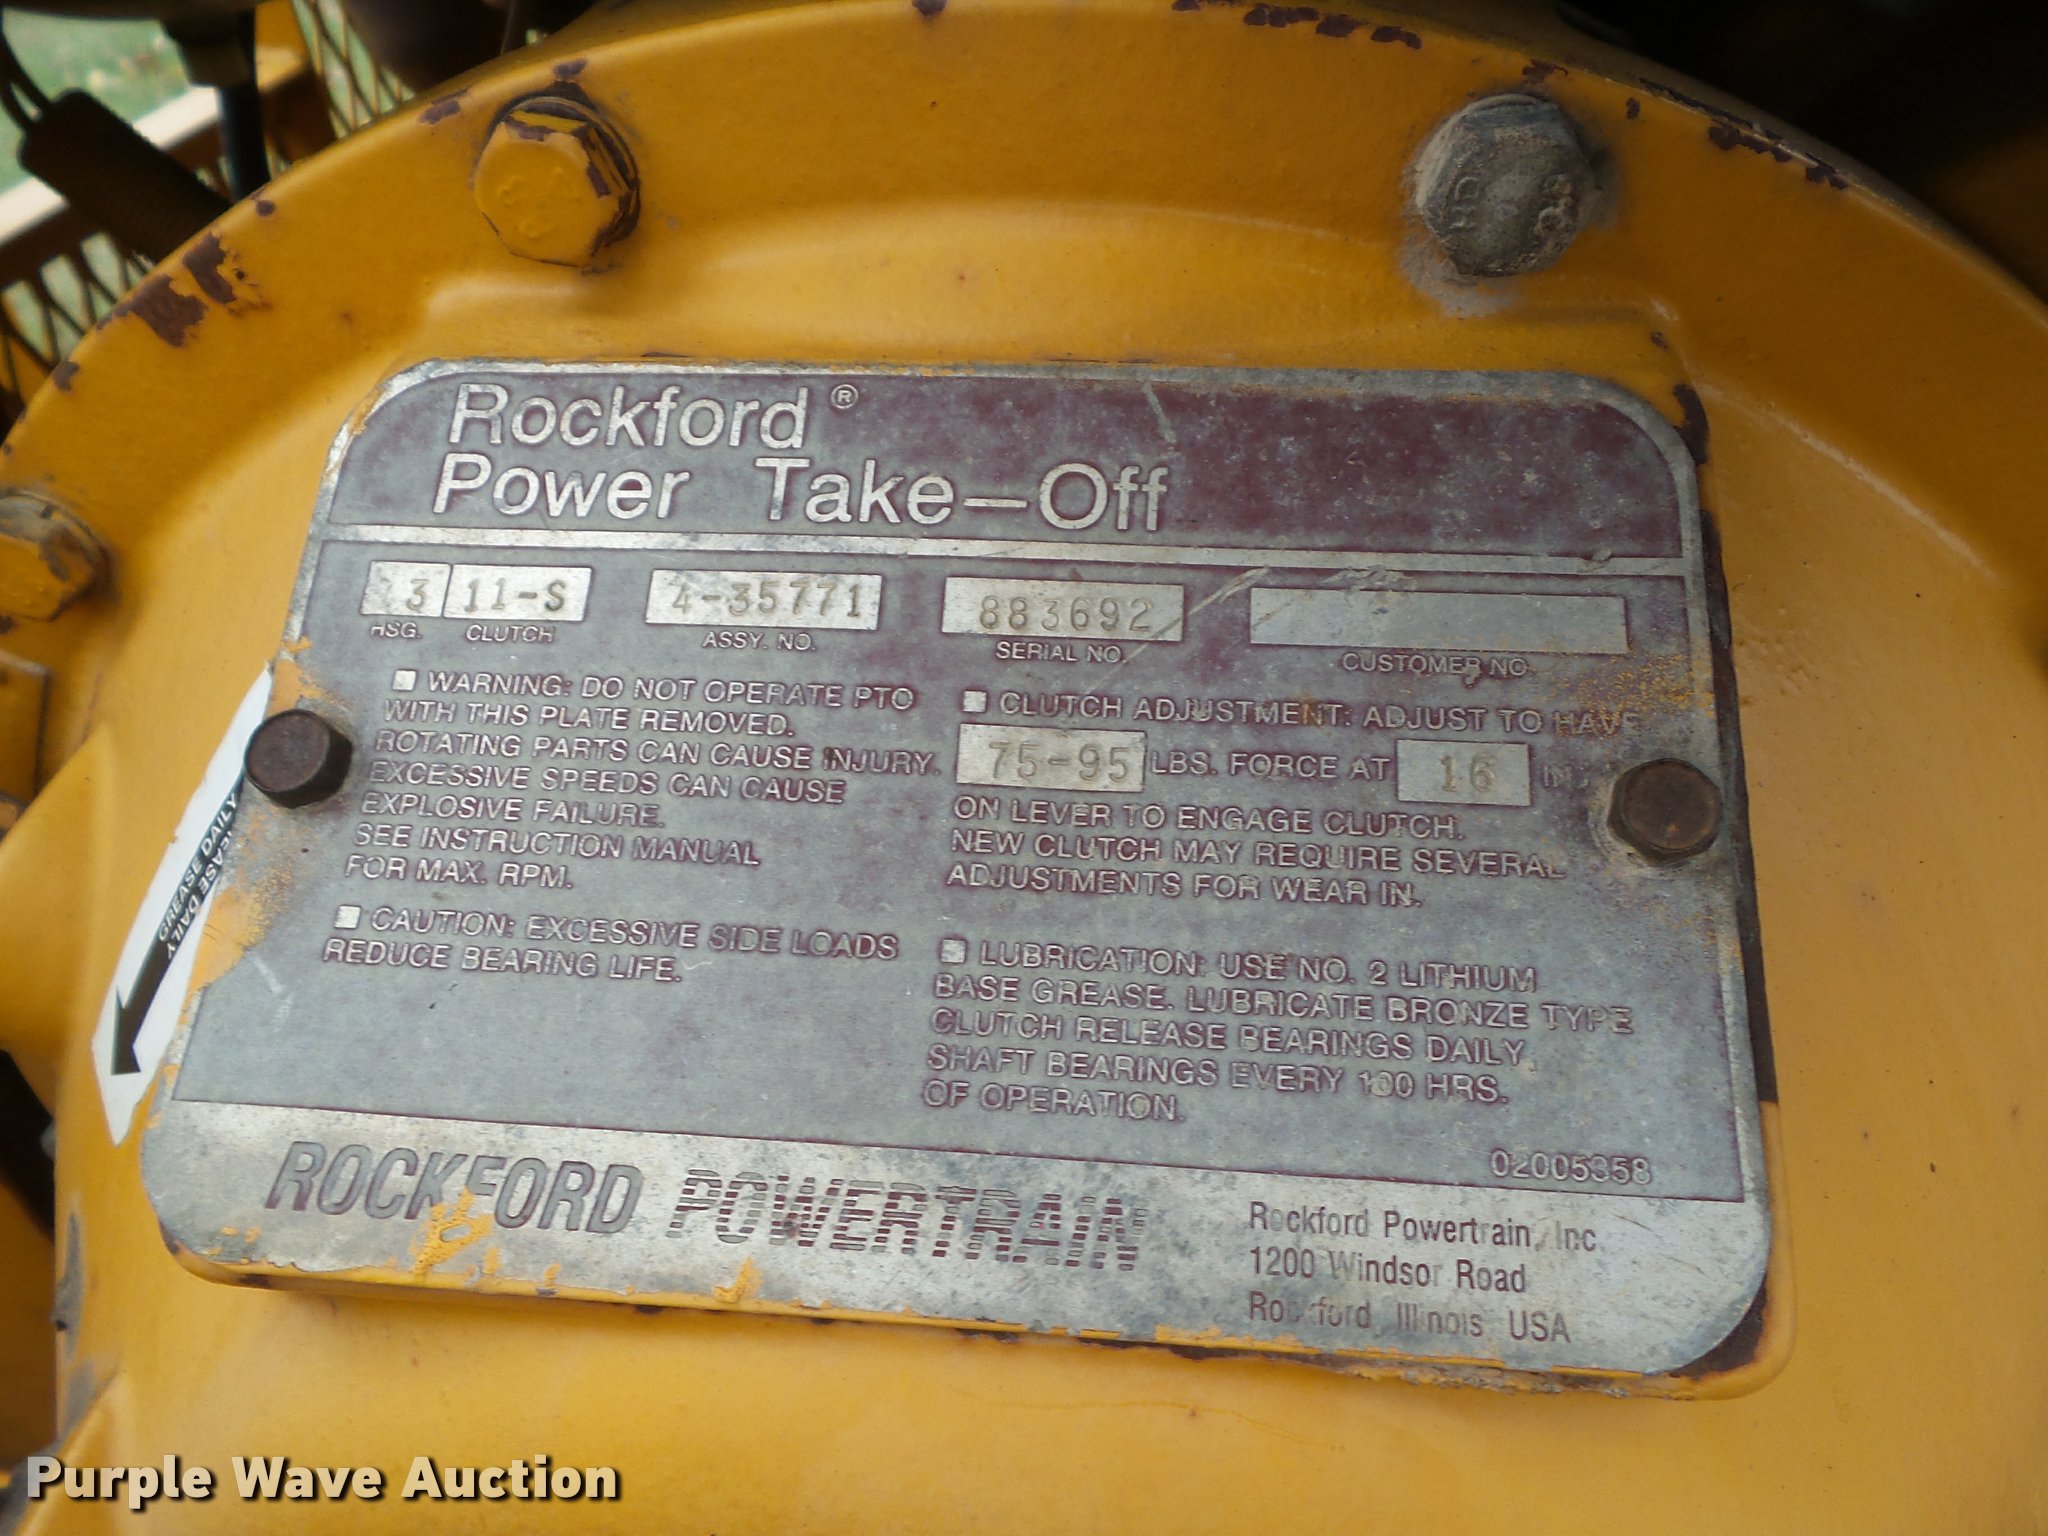 Rockford®
Power Take-Off
3 11-S 4-35771 883692
HSG. CLUTCH ASSY. NO. SERIAL NO. CUSTOMER NO.
WARNING: DO NOT OPERATE PTO
WITH THIS PLATE REMOVED.
ROTATING PARTS CAN CAUSE INJURY.
EXCESSIVE SPEEDS CAN CAUSE
EXPLOSIVE FAILURE.
SEE INSTRUCTION MANUAL
FOR MAX. RPM.
CAUTION: EXCESSIVE SIDE LOADS
REDUCE BEARING LIFE.
CLUTCH ADJUSTMENT: ADJUST TO HAVE
75-95 LBS. FORCE AT 16 IN.
ON LEVER TO ENGAGE CLUTCH.
NEW CLUTCH MAY REQUIRE SEVERAL
ADJUSTMENTS FOR WEAR IN.
LUBRICATION: USE NO. 2 LITHIUM
BASE GREASE. LUBRICATE BRONZE TYPE
CLUTCH RELEASE BEARINGS DAILY,
SHAFT BEARINGS EVERY 100 HRS.
OF OPERATION.
02005358
ROCKFORD POWERTRAIN
Rockford Powertrain, Inc.
1200 Windsor Road
Rockford, Illinois, USA
GREASE DAILY
GREASE DAILY
Purple Wave Auction